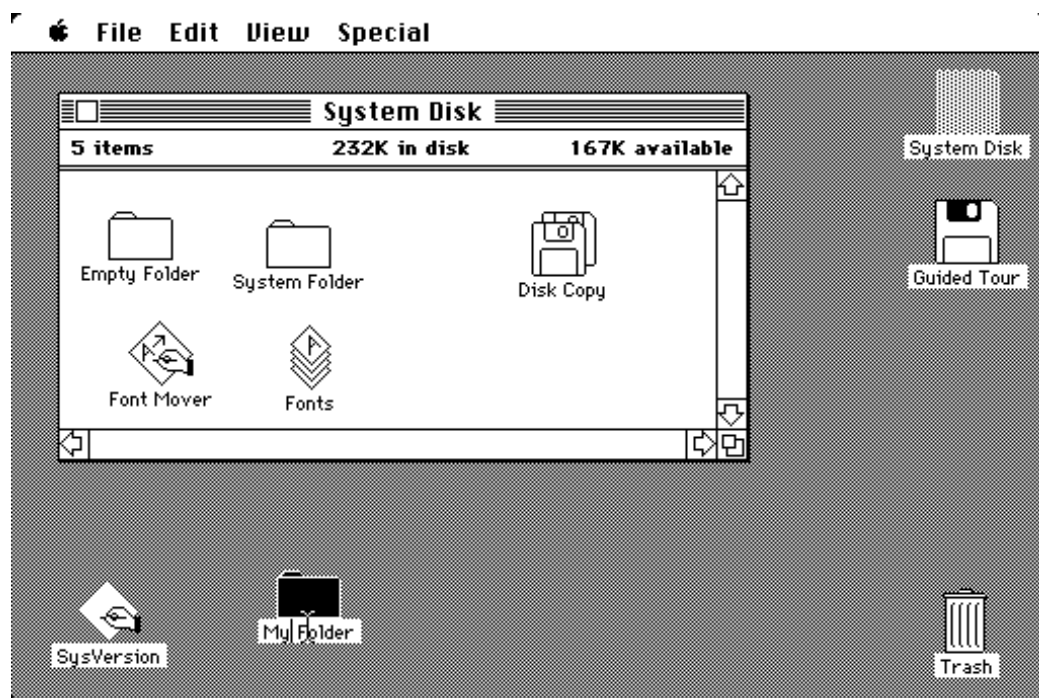 File Edit View Special
System Disk
5 items 232K in disk 167K available
System Disk
Empty Folder System Folder Disk Copy
Guided Tour
Font Mover Fonts
My Folder
SysVersion
Trash